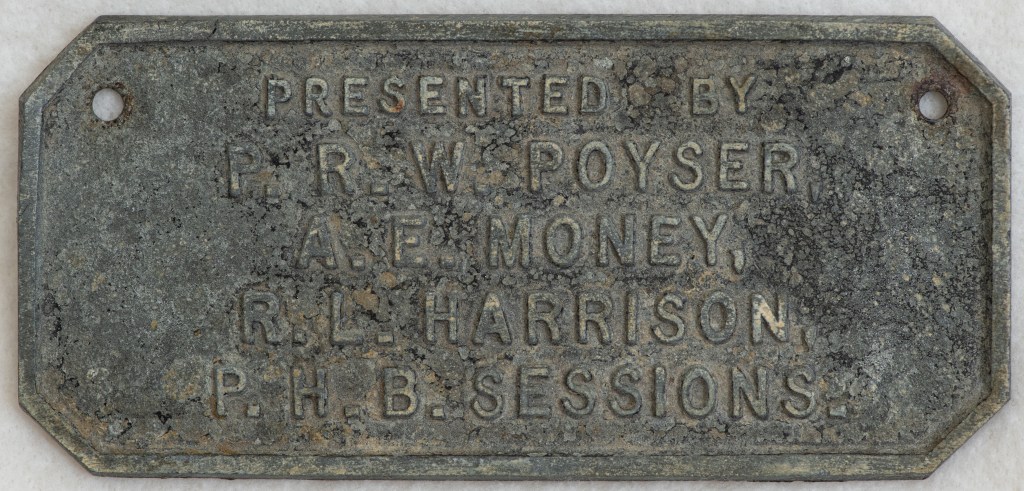 PRESENTED BY
P. R. W. POYSER,
A. E. MONEY,
R. L. HARRISON,
P. H. B. SESSIONS.